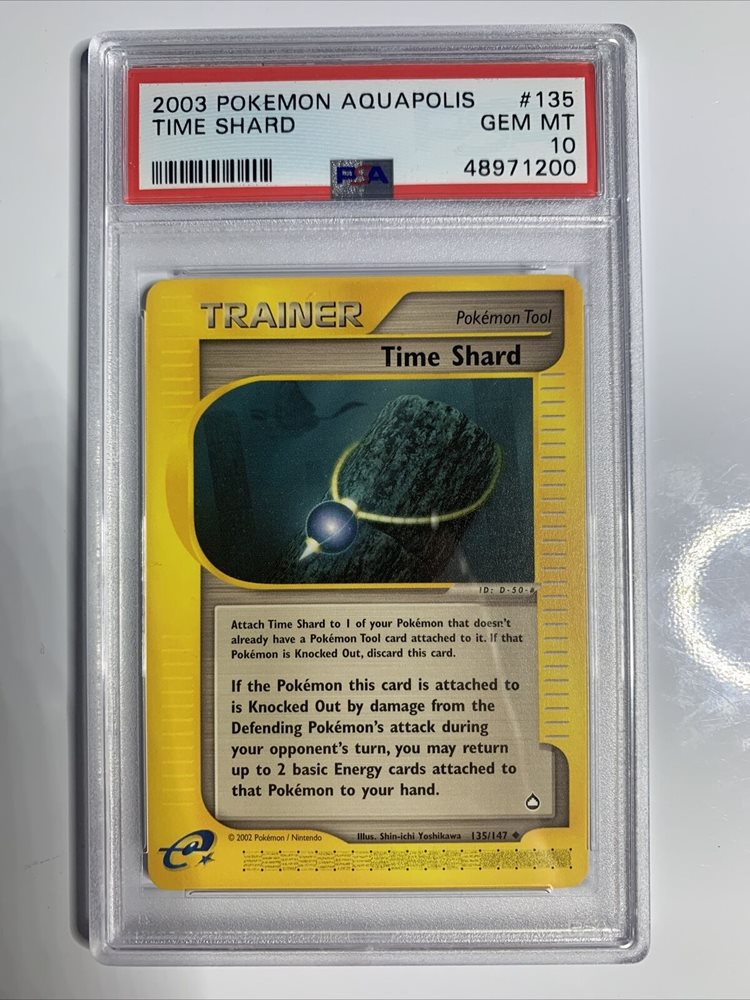 2003 POKEMON AQUAPOLIS #135
TIME SHARD GEM MT
10
PSA 48971200
TRAINER Pokémon Tool
Time Shard
ID: D-50-#
Attach Time Shard to 1 of your Pokémon that doesn't
already have a Pokémon Tool card attached to it. If that
Pokémon is Knocked Out, discard this card.
If the Pokémon this card is attached to
is Knocked Out by damage from the
Defending Pokémon's attack during
your opponent's turn, you may return
up to 2 basic Energy cards attached to
that Pokémon to your hand.
e
© 2002 Pokémon / Nintendo Illus. Shin-ichi Yoshikawa 135/147